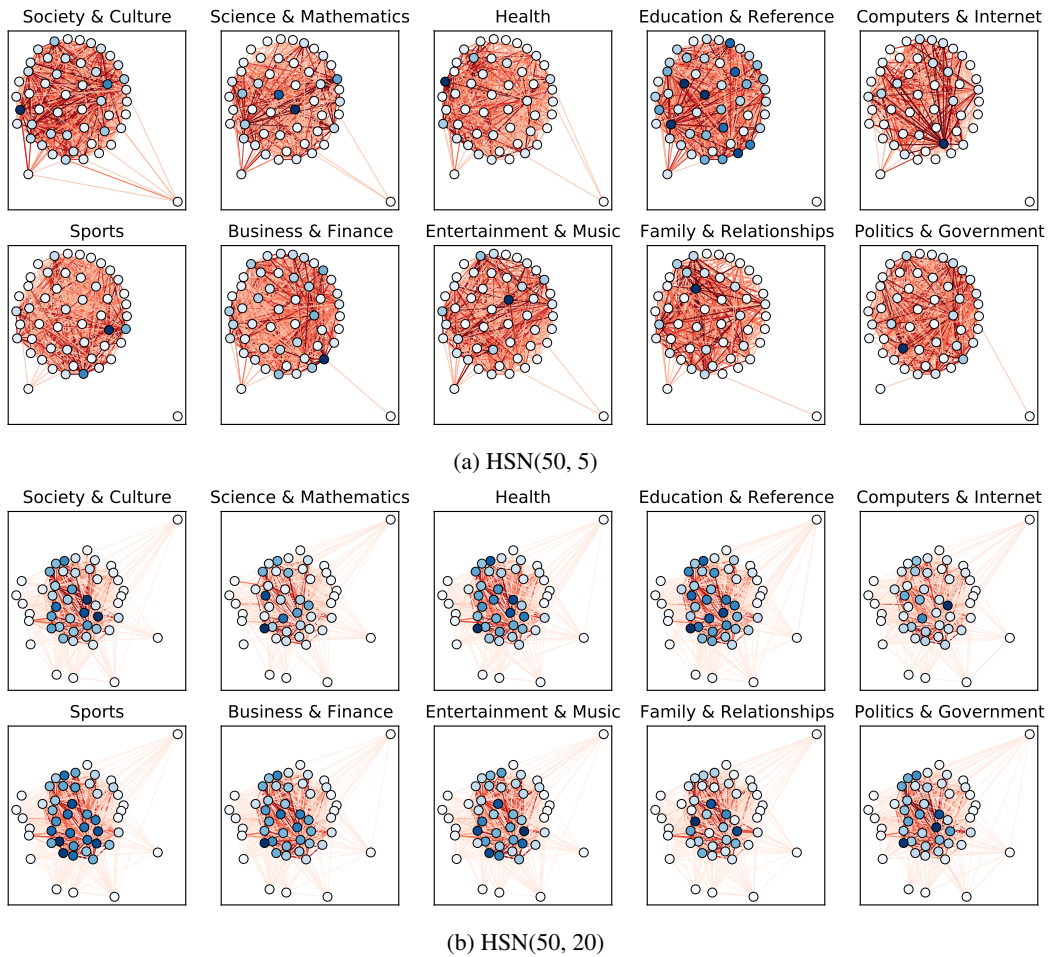 Society & Culture Science & Mathematics Health Education & Reference Computers & Internet
Sports Business & Finance Entertainment & Music Family & Relationships Politics & Government
(a) HSN(50, 5)
Society & Culture Science & Mathematics Health Education & Reference Computers & Internet
Sports Business & Finance Entertainment & Music Family & Relationships Politics & Government
(b) HSN(50, 20)